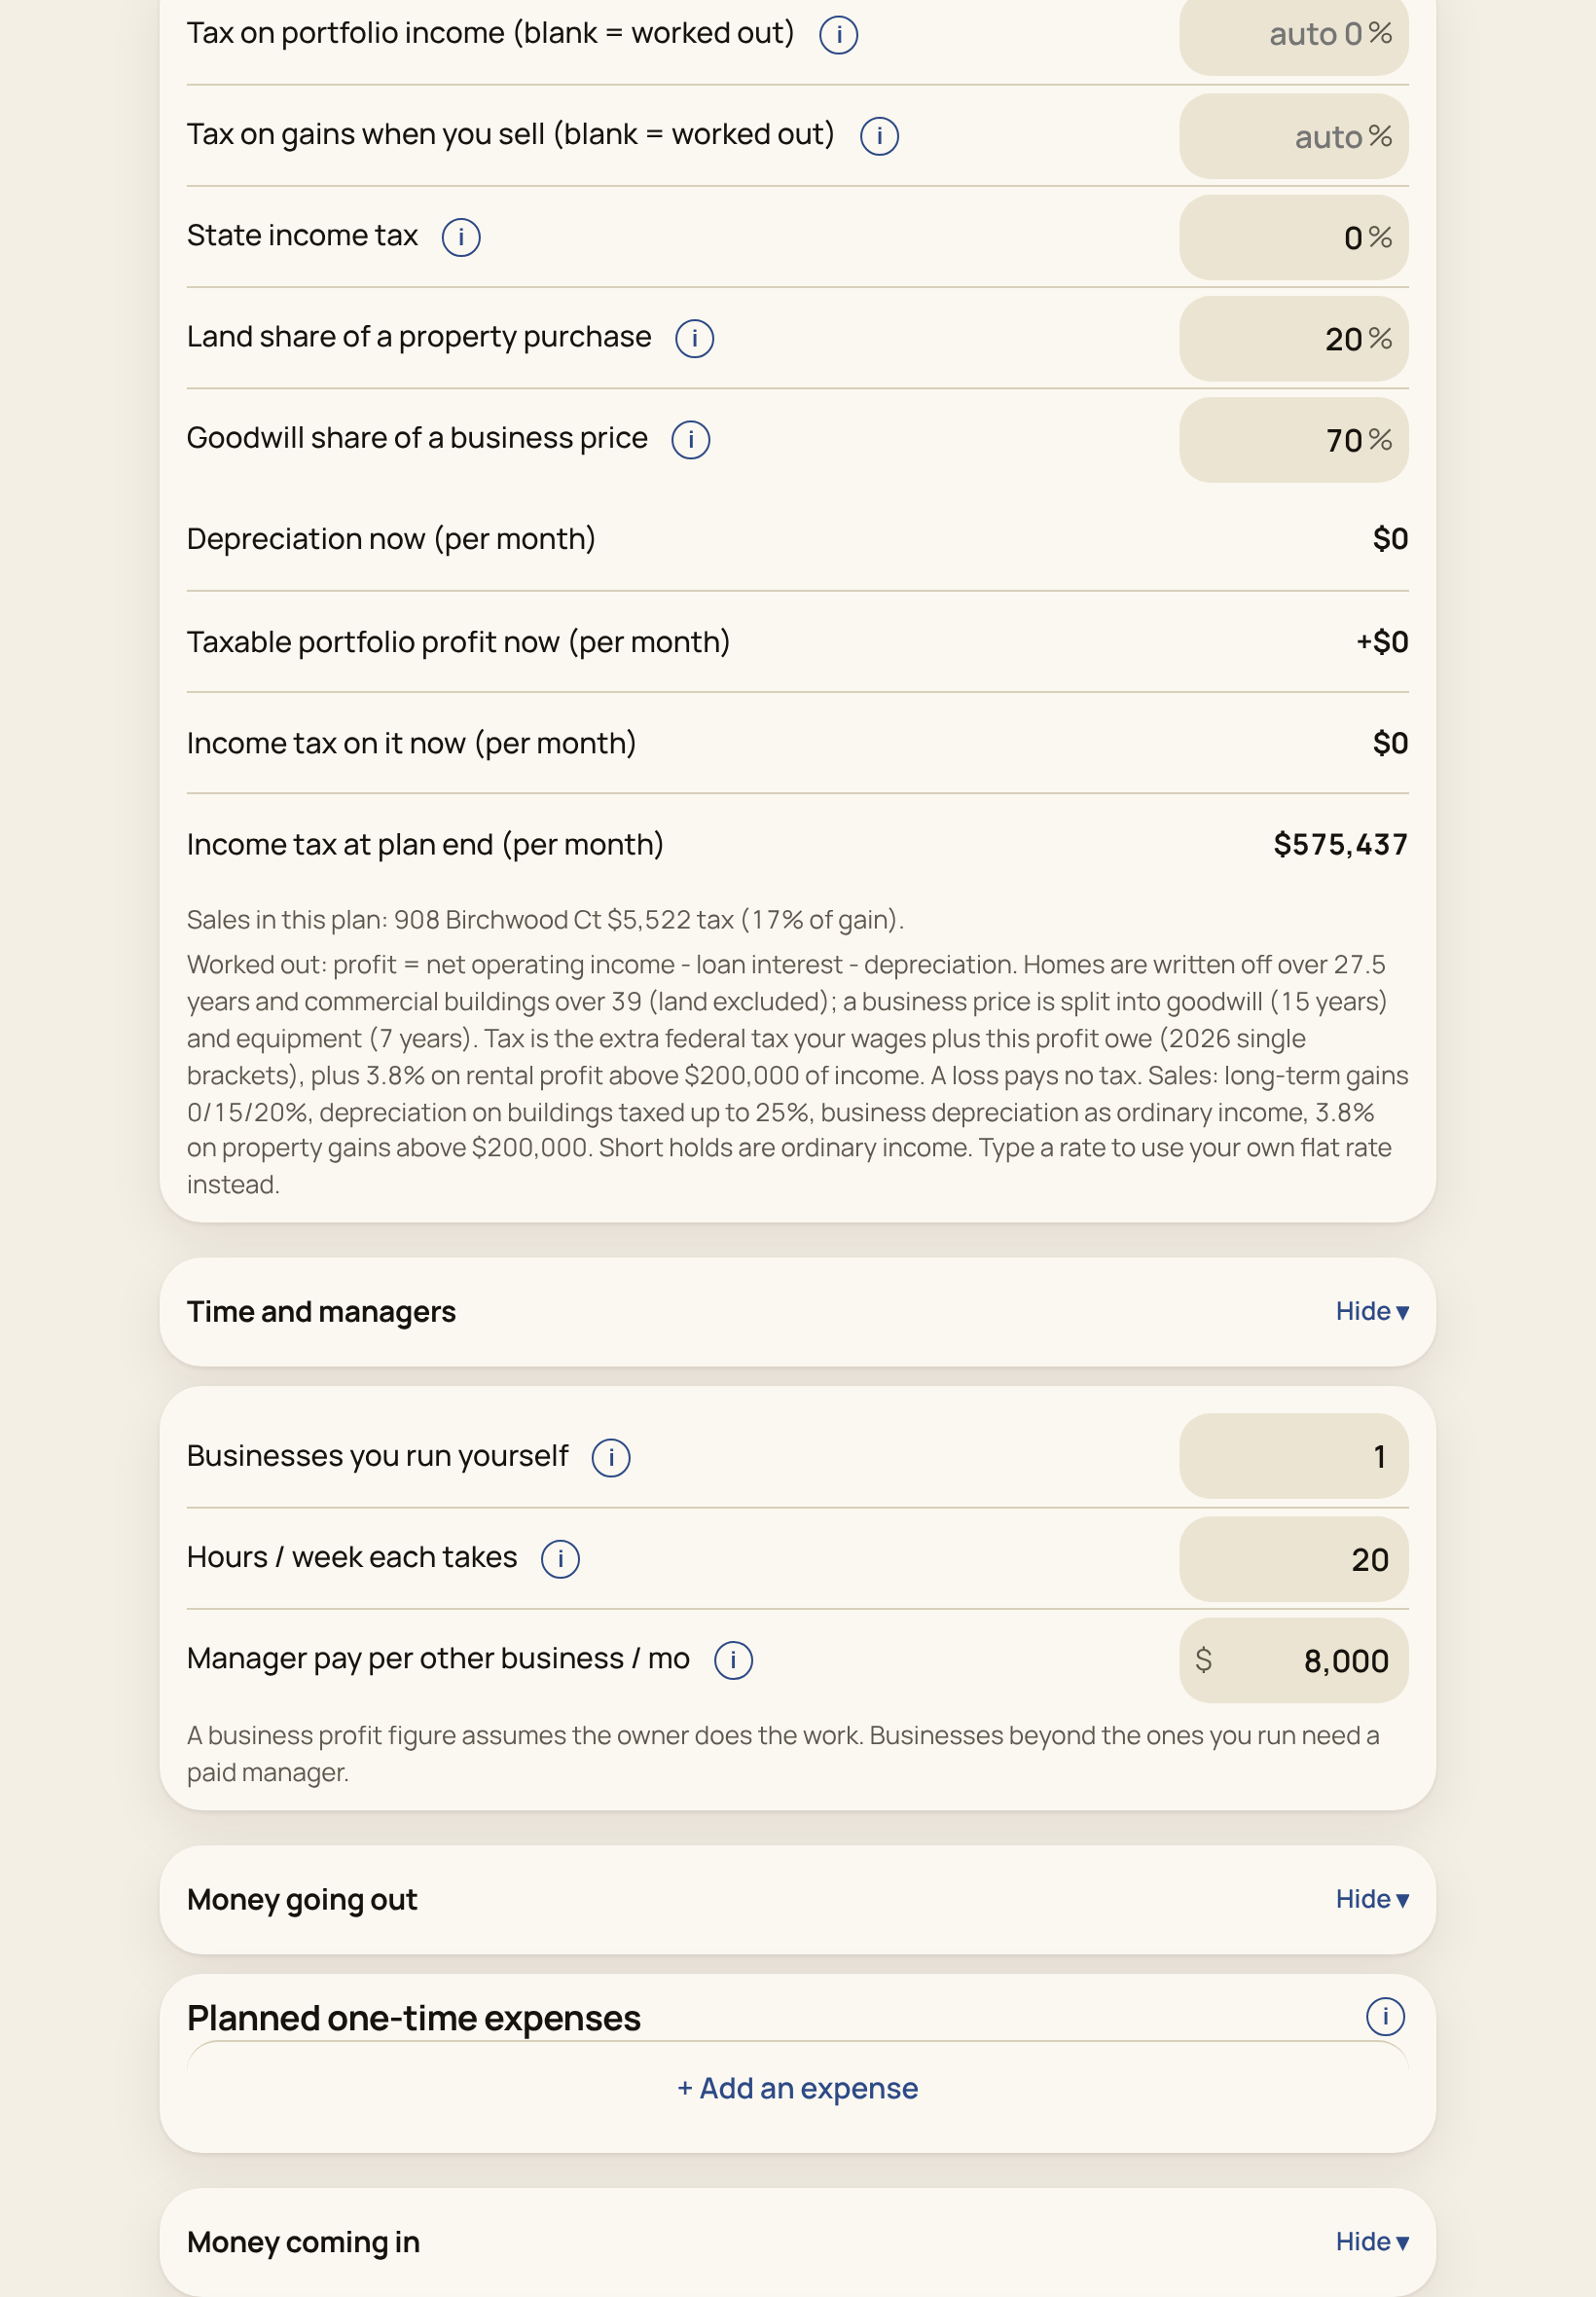 Tax on portfolio income (blank = worked out) i auto 0 %
Tax on gains when you sell (blank = worked out) i auto %
State income tax i 0 %
Land share of a property purchase i 20 %
Goodwill share of a business price i 70 %
Depreciation now (per month) $0
Taxable portfolio profit now (per month) +$0
Income tax on it now (per month) $0
Income tax at plan end (per month) $575,437
Sales in this plan: 908 Birchwood Ct $5,522 tax (17% of gain).
Worked out: profit = net operating income - loan interest - depreciation. Homes are written off over 27.5
years and commercial buildings over 39 (land excluded); a business price is split into goodwill (15 years)
and equipment (7 years). Tax is the extra federal tax your wages plus this profit owe (2026 single
brackets), plus 3.8% on rental profit above $200,000 of income. A loss pays no tax. Sales: long-term gains
0/15/20%, depreciation on buildings taxed up to 25%, business depreciation as ordinary income, 3.8%
on property gains above $200,000. Short holds are ordinary income. Type a rate to use your own flat rate
instead.
Time and managers Hide ▾
Businesses you run yourself i 1
Hours / week each takes i 20
Manager pay per other business / mo i $ 8,000
A business profit figure assumes the owner does the work. Businesses beyond the ones you run need a
paid manager.
Money going out Hide ▾
Planned one-time expenses i
+ Add an expense
Money coming in Hide ▾